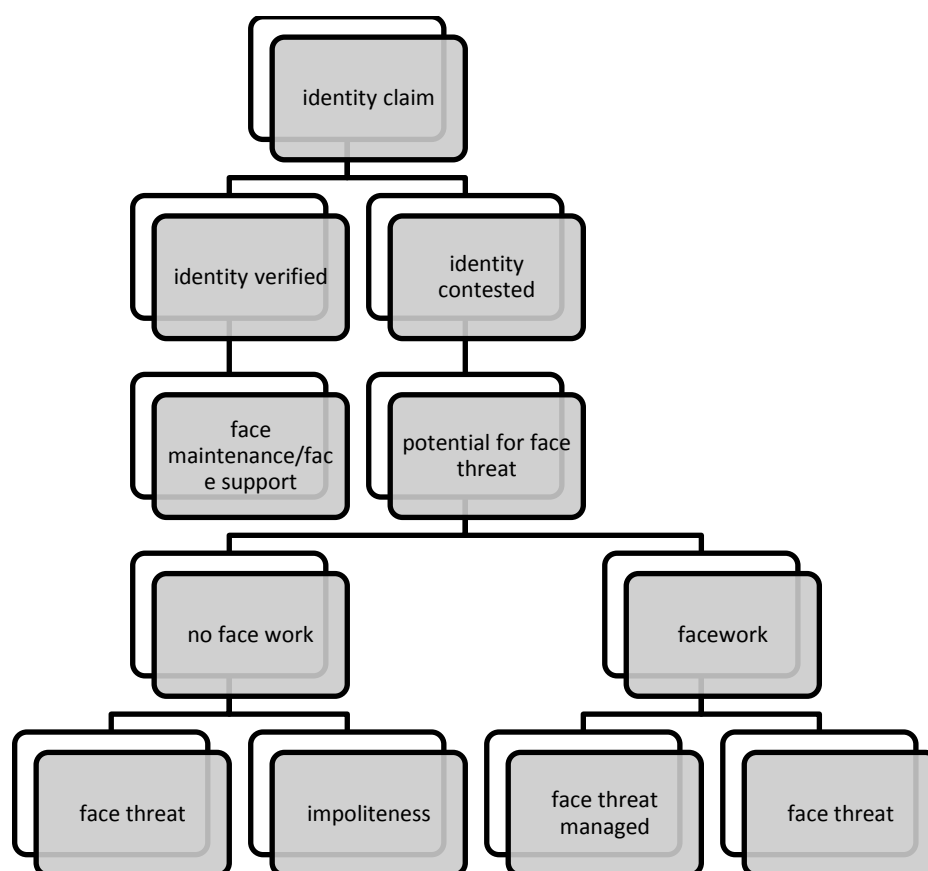 identity claim
identity verified
identity
contested
face
maintenance/fac
e support
potential for face
threat
no face work
facework
face threat
impoliteness
face threat
managed
face threat